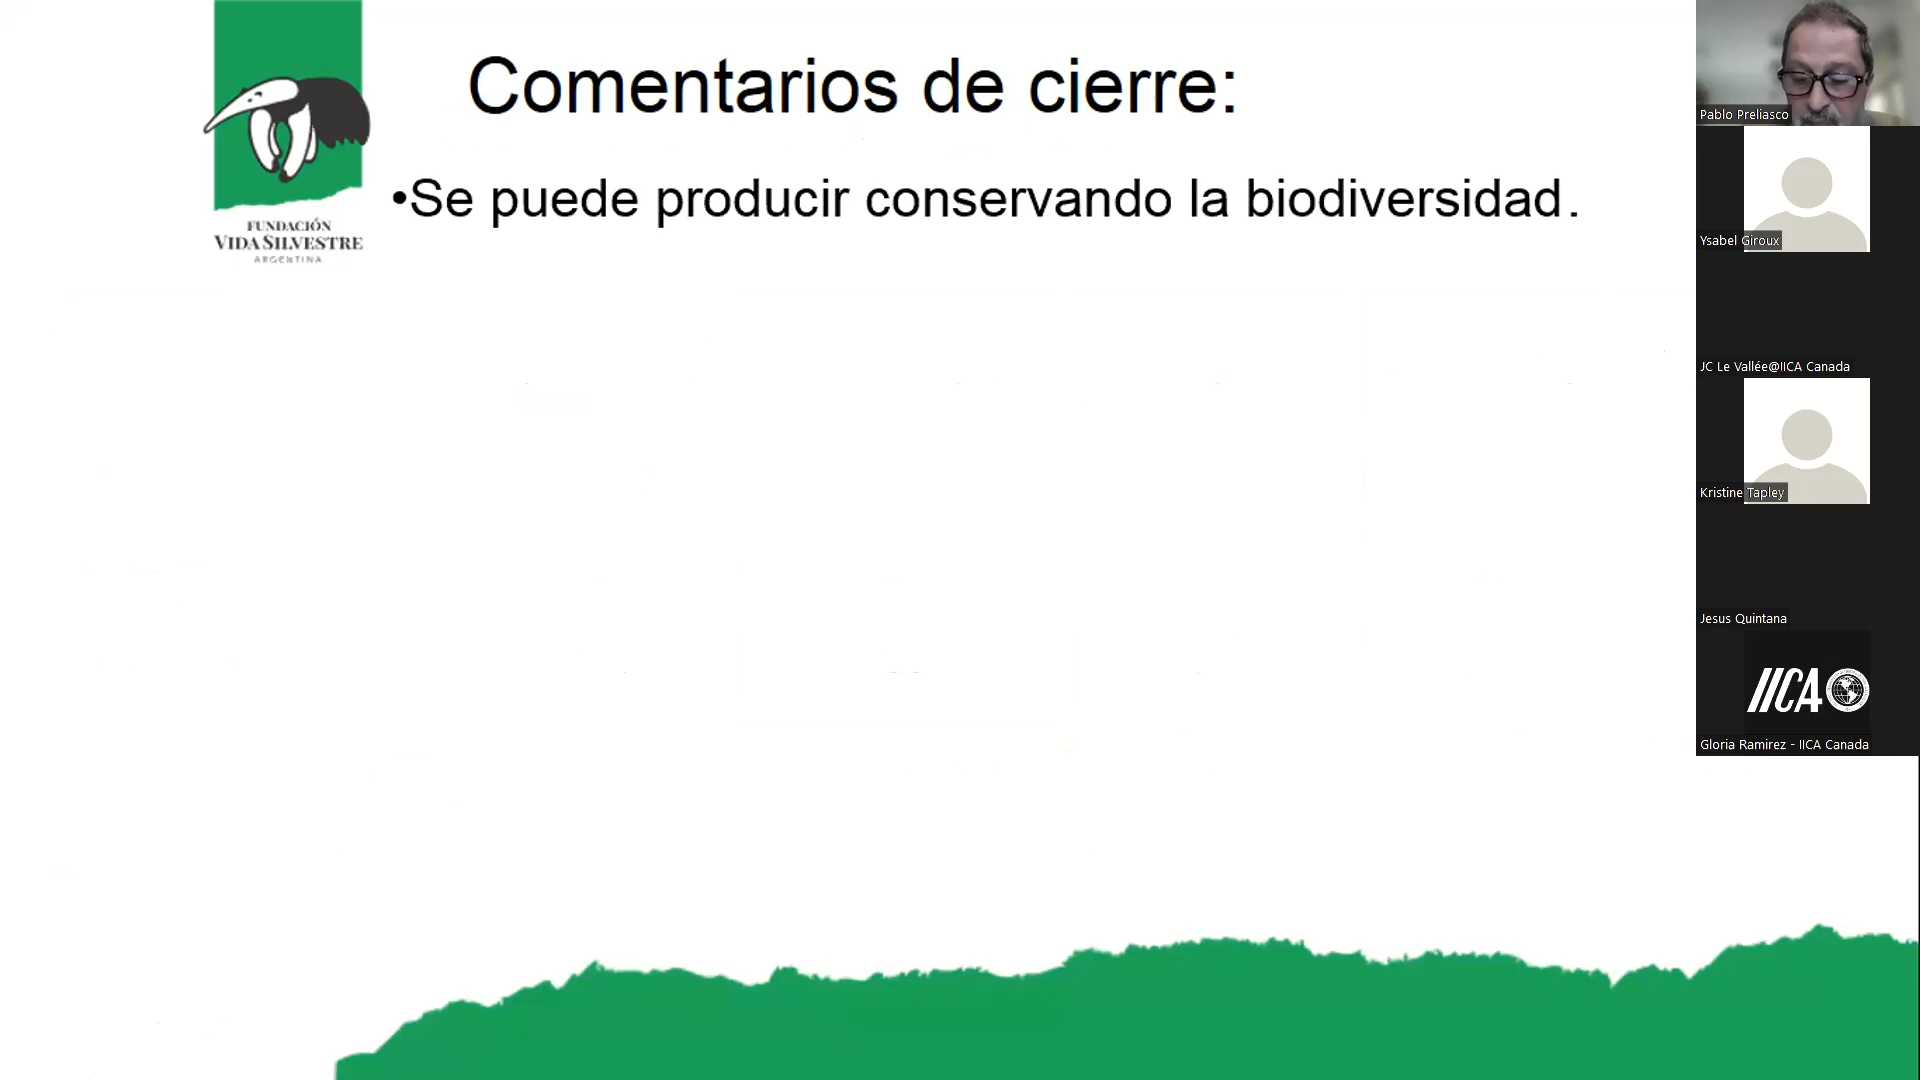 Comentarios de cierre:
•Se puede producir conservando la biodiversidad.
FUNDACIÓN
VIDA SILVESTRE
ARGENTINA
Pablo Preliasco
Ysabel Giroux
JC Le Vallée@IICA Canada
Kristine Tapley
Jesus Quintana
IICA
Gloria Ramirez - IICA Canada